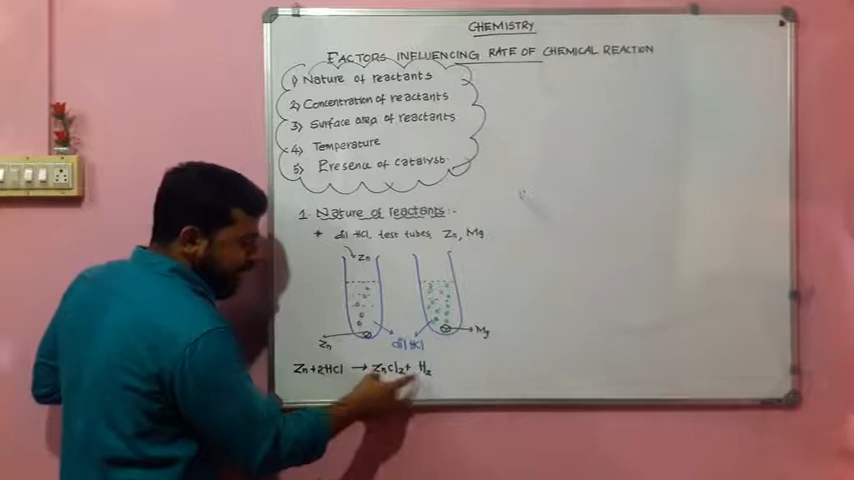 CHEMISTRY
FACTORS INFLUENCING RATE OF CHEMICAL REACTION
1) Nature of reactants
2) Concentration of reactants
3) Surface area of reactants
4) Temperature
5) Presence of catalyst
1. Nature of reactants:-
* dil HCl, test tubes, Zn, Mg
Zn
Zn
dil HCl
Mg
Zn+2HCl → ZnCl2+ H2